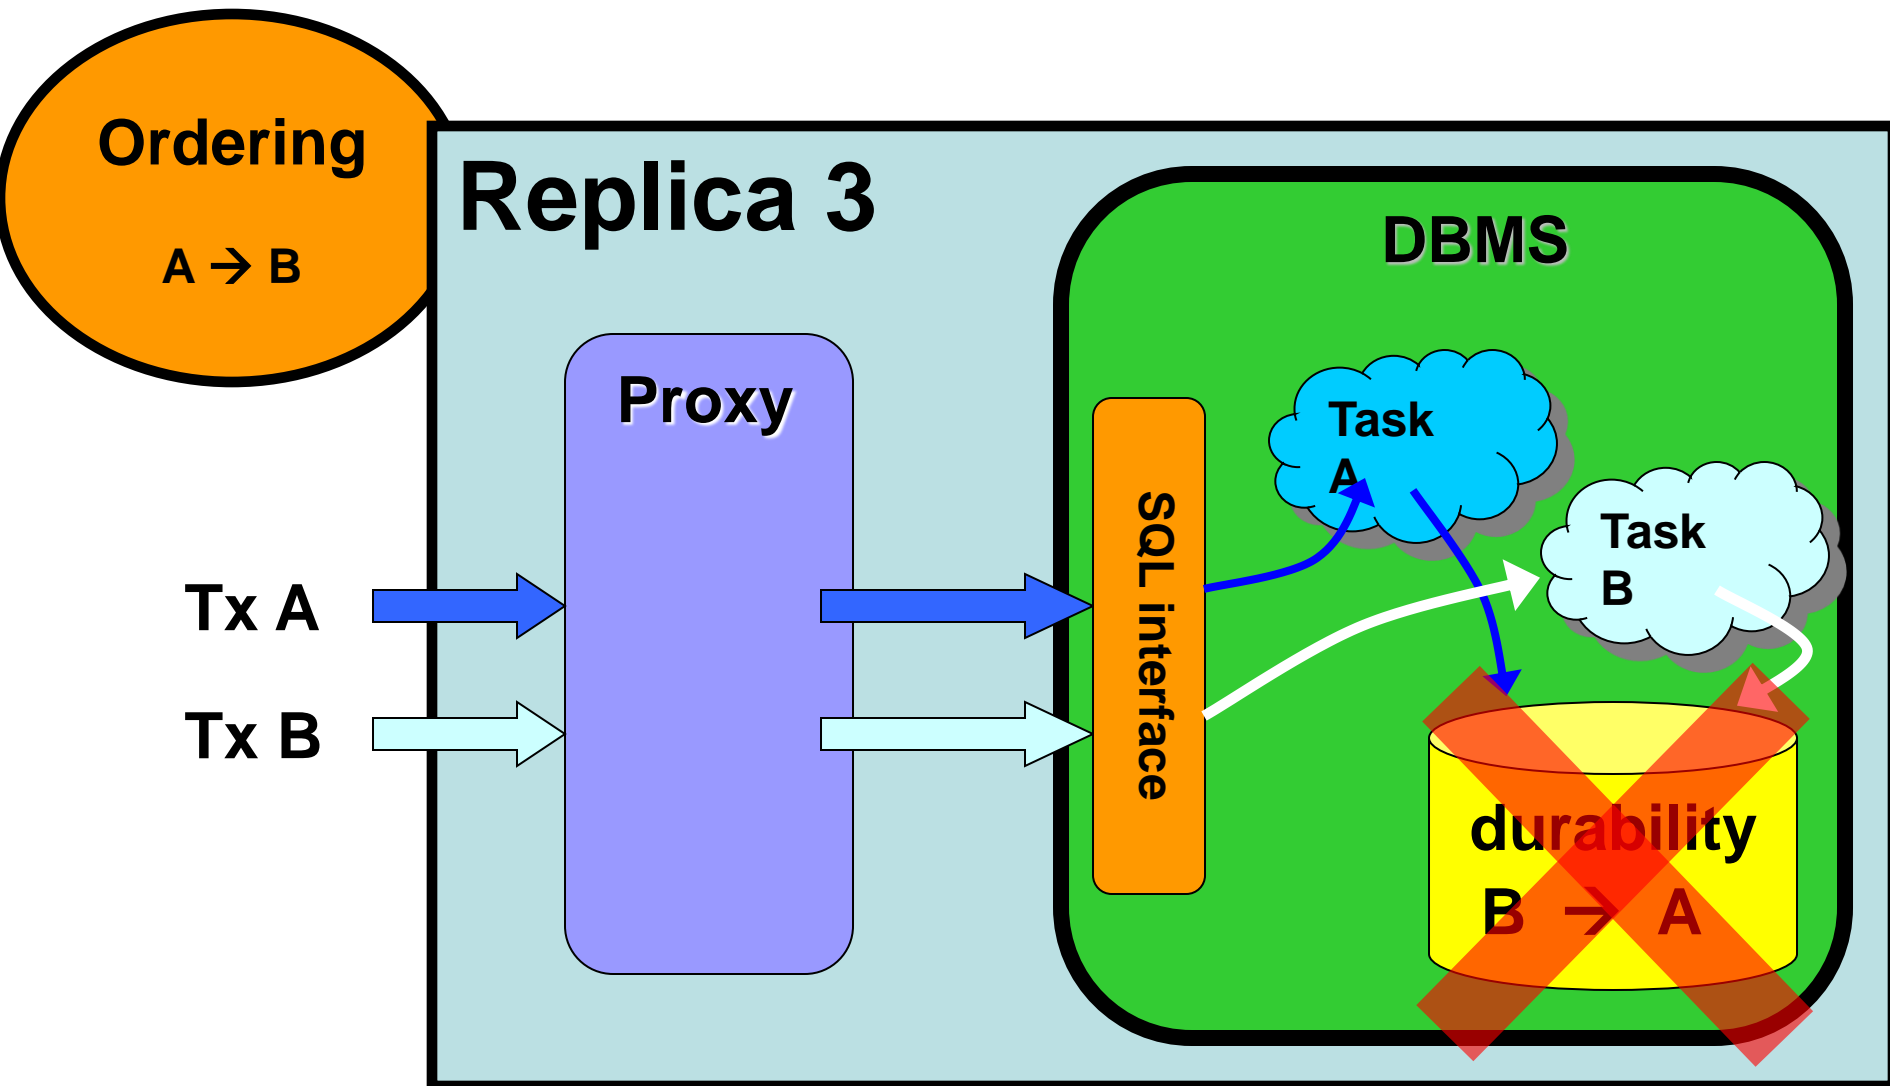 Ordering
A → B
Replica 3
DBMS
Proxy
Task
A
Task
B
SQL interface
Tx A
Tx B
durability
B → A